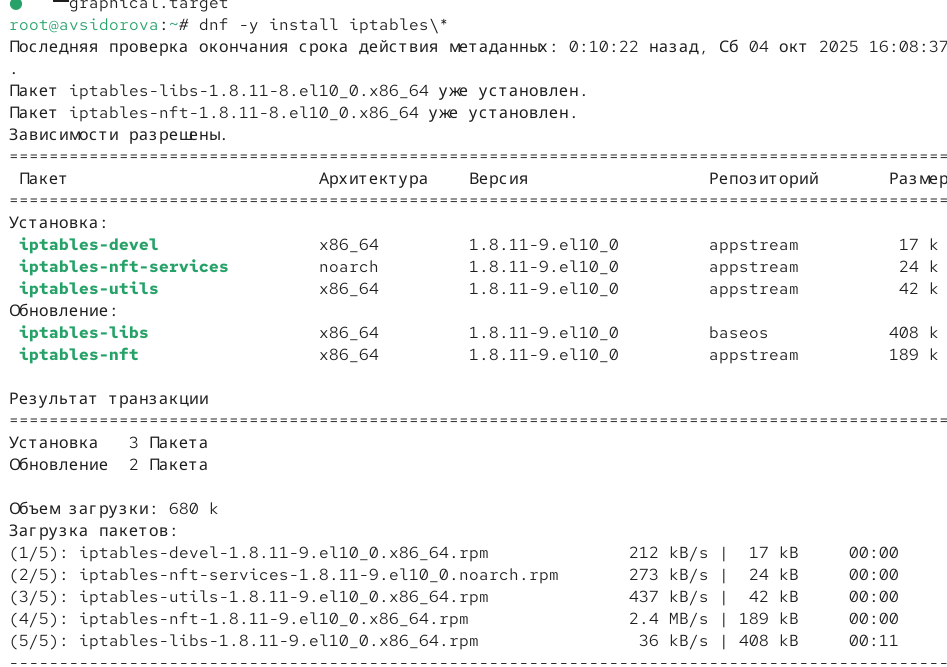 graphical.target
root@avsidorova:~# dnf -y install iptables\*
Последняя проверка окончания срока действия метаданных: 0:10:22 назад, Сб 04 окт 2025 16:08:37
.
Пакет iptables-libs-1.8.11-8.el10_0.x86_64 уже установлен.
Пакет iptables-nft-1.8.11-8.el10_0.x86_64 уже установлен.
Зависимости разрешены.
================================================================================================
Пакет Архитектура Версия Репозиторий Размер
================================================================================================
Установка:
iptables-devel x86_64 1.8.11-9.el10_0 appstream 17 k
iptables-nft-services noarch 1.8.11-9.el10_0 appstream 24 k
iptables-utils x86_64 1.8.11-9.el10_0 appstream 42 k
Обновление:
iptables-libs x86_64 1.8.11-9.el10_0 baseos 408 k
iptables-nft x86_64 1.8.11-9.el10_0 appstream 189 k
Результат транзакции
================================================================================================
Установка 3 Пакета
Обновление 2 Пакета
Объем загрузки: 680 k
Загрузка пакетов:
(1/5): iptables-devel-1.8.11-9.el10_0.x86_64.rpm 212 kB/s | 17 kB 00:00
(2/5): iptables-nft-services-1.8.11-9.el10_0.noarch.rpm 273 kB/s | 24 kB 00:00
(3/5): iptables-utils-1.8.11-9.el10_0.x86_64.rpm 437 kB/s | 42 kB 00:00
(4/5): iptables-nft-1.8.11-9.el10_0.x86_64.rpm 2.4 MB/s | 189 kB 00:00
(5/5): iptables-libs-1.8.11-9.el10_0.x86_64.rpm 36 kB/s | 408 kB 00:11
------------------------------------------------------------------------------------------------